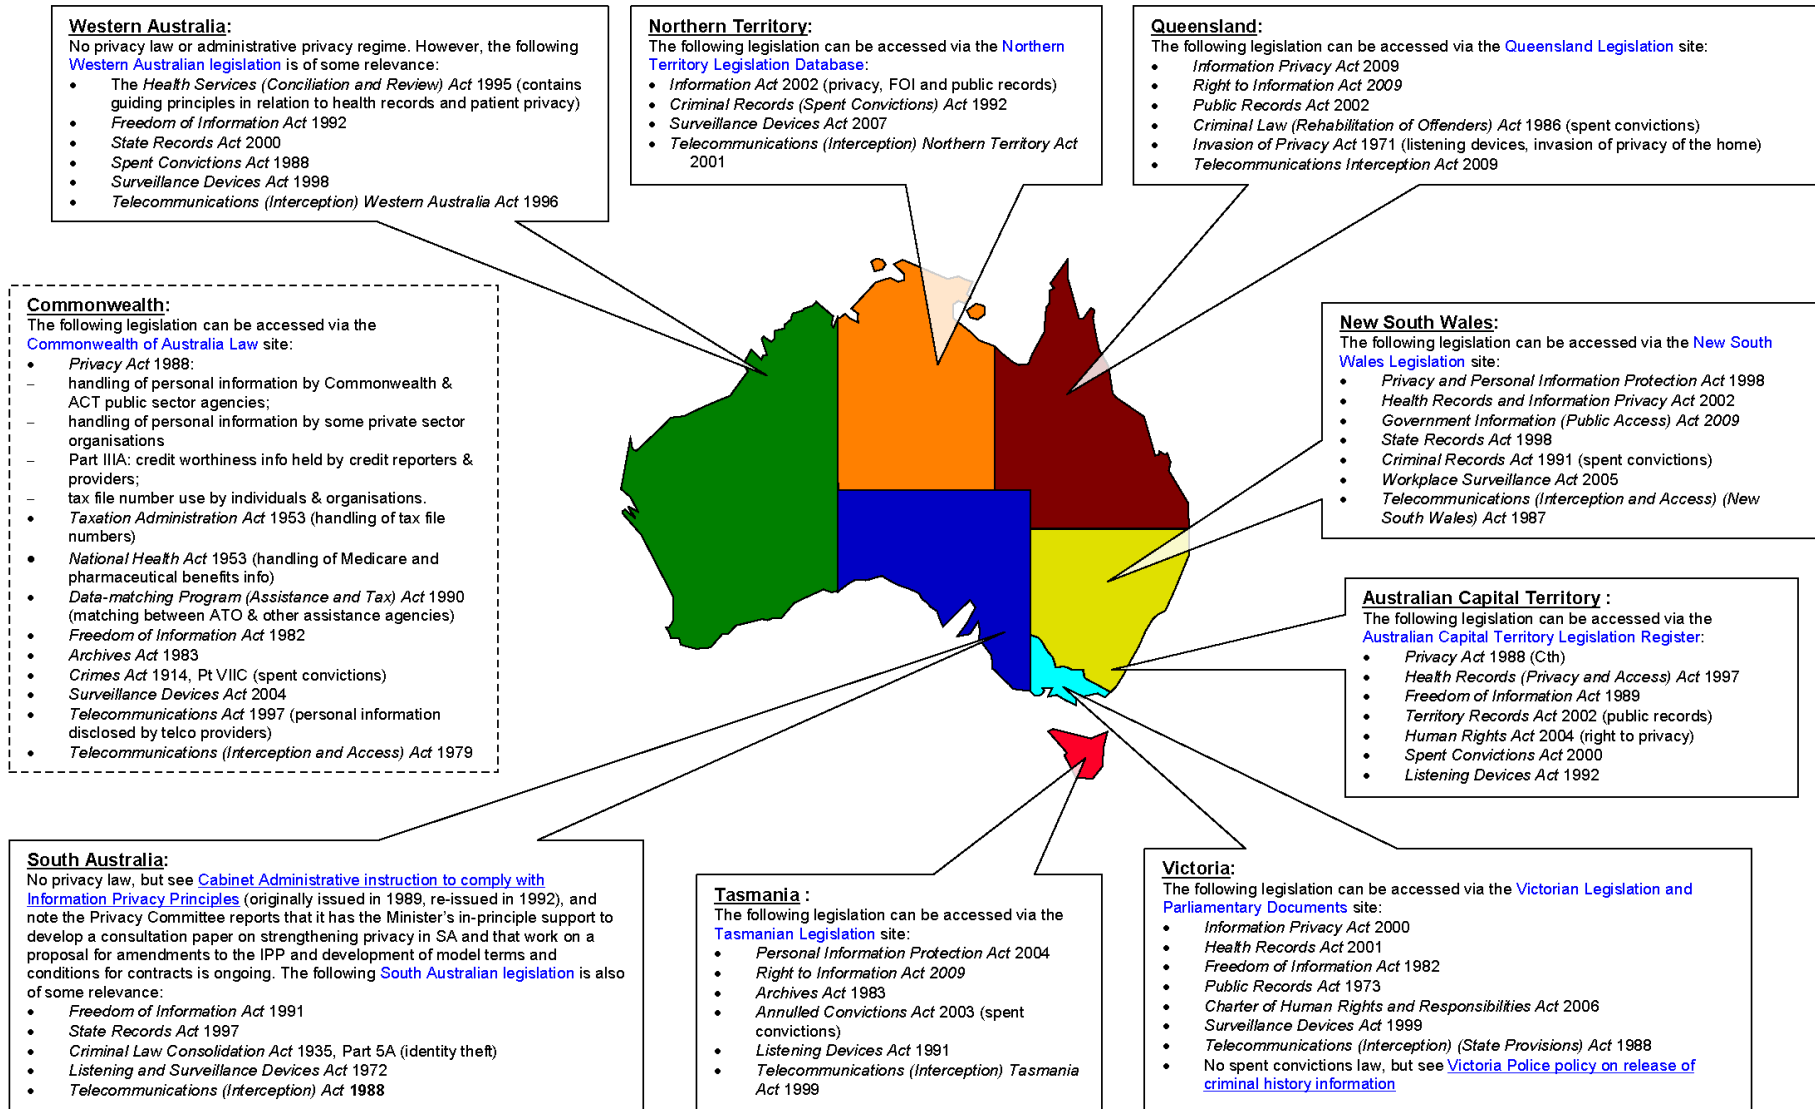 Western Australia:
No privacy law or administrative privacy regime. However, the following
Western Australian legislation is of some relevance:
• The Health Services (Conciliation and Review) Act 1995 (contains
guiding principles in relation to health records and patient privacy)
• Freedom of Information Act 1992
• State Records Act 2000
• Spent Convictions Act 1988
• Surveillance Devices Act 1998
• Telecommunications (Interception) Western Australia Act 1996
Northern Territory:
The following legislation can be accessed via the Northern
Territory Legislation Database:
• Information Act 2002 (privacy, FOI and public records)
• Criminal Records (Spent Convictions) Act 1992
• Surveillance Devices Act 2007
• Telecommunications (Interception) Northern Territory Act
2001
Queensland:
The following legislation can be accessed via the Queensland Legislation site:
• Information Privacy Act 2009
• Right to Information Act 2009
• Public Records Act 2002
• Criminal Law (Rehabilitation of Offenders) Act 1986 (spent convictions)
• Invasion of Privacy Act 1971 (listening devices, invasion of privacy of the home)
• Telecommunications Interception Act 2009
Commonwealth:
The following legislation can be accessed via the
Commonwealth of Australia Law site:
• Privacy Act 1988:
– handling of personal information by Commonwealth &
ACT public sector agencies;
– handling of personal information by some private sector
organisations
– Part IIIA: credit worthiness info held by credit reporters &
providers;
– tax file number use by individuals & organisations.
• Taxation Administration Act 1953 (handling of tax file
numbers)
• National Health Act 1953 (handling of Medicare and
pharmaceutical benefits info)
• Data-matching Program (Assistance and Tax) Act 1990
(matching between ATO & other assistance agencies)
• Freedom of Information Act 1982
• Archives Act 1983
• Crimes Act 1914, Pt VIIC (spent convictions)
• Surveillance Devices Act 2004
• Telecommunications Act 1997 (personal information
disclosed by telco providers)
• Telecommunications (Interception and Access) Act 1979
New South Wales:
The following legislation can be accessed via the New South
Wales Legislation site:
• Privacy and Personal Information Protection Act 1998
• Health Records and Information Privacy Act 2002
• Government Information (Public Access) Act 2009
• State Records Act 1998
• Criminal Records Act 1991 (spent convictions)
• Workplace Surveillance Act 2005
• Telecommunications (Interception and Access) (New
South Wales) Act 1987
Australian Capital Territory :
The following legislation can be accessed via the
Australian Capital Territory Legislation Register:
• Privacy Act 1988 (Cth)
• Health Records (Privacy and Access) Act 1997
• Freedom of Information Act 1989
• Territory Records Act 2002 (public records)
• Human Rights Act 2004 (right to privacy)
• Spent Convictions Act 2000
• Listening Devices Act 1992
South Australia:
No privacy law, but see Cabinet Administrative instruction to comply with
Information Privacy Principles (originally issued in 1989, re-issued in 1992), and
note the Privacy Committee reports that it has the Minister's in-principle support to
develop a consultation paper on strengthening privacy in SA and that work on a
proposal for amendments to the IPP and development of model terms and
conditions for contracts is ongoing. The following South Australian legislation is also
of some relevance:
• Freedom of Information Act 1991
• State Records Act 1997
• Criminal Law Consolidation Act 1935, Part 5A (identity theft)
• Listening and Surveillance Devices Act 1972
• Telecommunications (Interception) Act 1988
Tasmania :
The following legislation can be accessed via the
Tasmanian Legislation site:
• Personal Information Protection Act 2004
• Right to Information Act 2009
• Archives Act 1983
• Annulled Convictions Act 2003 (spent
convictions)
• Listening Devices Act 1991
• Telecommunications (Interception) Tasmania
Act 1999
Victoria:
The following legislation can be accessed via the Victorian Legislation and
Parliamentary Documents site:
• Information Privacy Act 2000
• Health Records Act 2001
• Freedom of Information Act 1982
• Public Records Act 1973
• Charter of Human Rights and Responsibilities Act 2006
• Surveillance Devices Act 1999
• Telecommunications (Interception) (State Provisions) Act 1988
• No spent convictions law, but see Victoria Police policy on release of
criminal history information